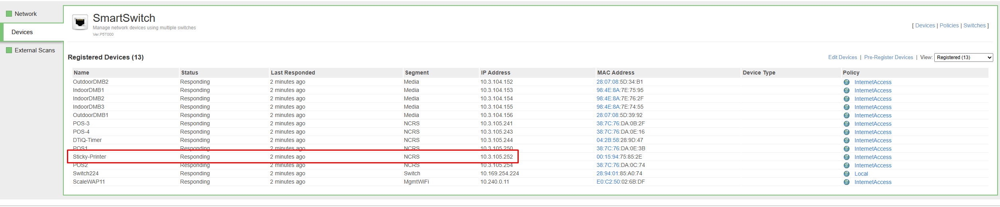 Network
Devices
External Scans
SmartSwitch
Manage network devices using multiple switches
Ver.P5T000
[ Devices | Policies | Switches ]
Registered Devices (13)
Edit Devices | Pre-Register Devices | View: Registered (13)
Name Status Last Responded Segment IP Address MAC Address Device Type Policy
OutdoorDMB2 Responding 2 minutes ago Media 10.3.104.152 28:07:08:5D:34:B1 InternetAccess
IndoorDMB1 Responding 2 minutes ago Media 10.3.104.153 98:4E:8A:7E:75:95 InternetAccess
IndoorDMB2 Responding 2 minutes ago Media 10.3.104.154 98:4E:8A:7E:76:2F InternetAccess
IndoorDMB3 Responding 2 minutes ago Media 10.3.104.155 98:4E:8A:7E:74:55 InternetAccess
OutdoorDMB1 Responding 2 minutes ago Media 10.3.104.156 28:07:08:5D:39:92 InternetAccess
POS-3 Responding 2 minutes ago NCRS 10.3.105.241 38:7C:76:DA:0B:2F InternetAccess
POS-4 Responding 2 minutes ago NCRS 10.3.105.243 38:7C:76:DA:0E:16 InternetAccess
DTiQ-Timer Responding 2 minutes ago NCRS 10.3.105.244 04:2B:58:28:9D:47 InternetAccess
POS1 Responding 2 minutes ago NCRS 10.3.105.250 38:7C:76:DA:0E:3B InternetAccess
Sticky-Printer Responding 2 minutes ago NCRS 10.3.105.252 00:15:94:75:85:2E InternetAccess
POS2 Responding 2 minutes ago NCRS 10.3.105.254 38:7C:76:DA:0C:74 InternetAccess
Switch224 Responding 2 minutes ago Switch 10.169.254.224 28:94:01:85:A0:74 Local
ScaleWAP11 Responding 2 minutes ago MgmtWiFi 10.240.0.11 E0:C2:50:02:6B:DF InternetAccess